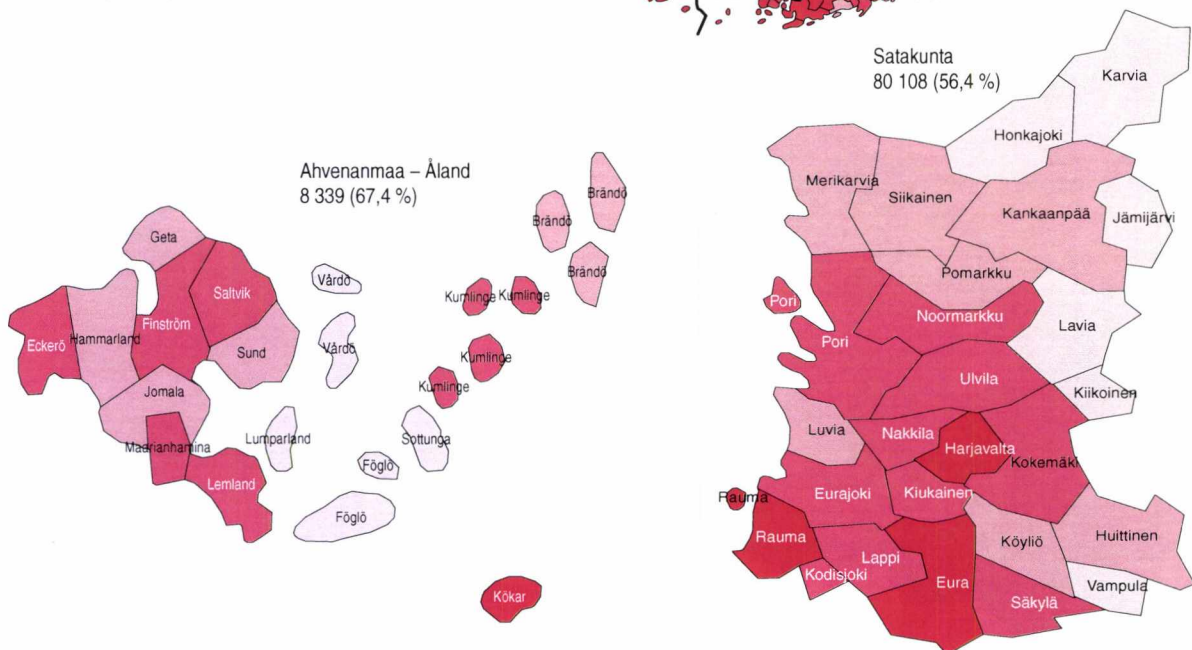 Ahvenanmaa – Åland
8 339 (67,4 %)
Brändö
Brändö
Brändö
Geta
Vårdö
Saltvik
Kumlinge
Kumlinge
Finström
Hammarland
Eckerö
Sund
Vårdö
Kumlinge
Kumlinge
Jomala
Maarianhamina
Lumparland
Sottunga
Föglö
Lemland
Föglö
Kökar
Satakunta
80 108 (56,4 %)
Karvia
Honkajoki
Merikarvia
Siikainen
Kankaanpää
Jämijärvi
Pomarkku
Pori
Noormarkku
Lavia
Pori
Ulvila
Kiikoinen
Luvia
Nakkila
Harjavalta
Kokemäki
Rauma
Eurajoki
Kiukainen
Rauma
Köyliö
Huittinen
Lappi
Kodisjoki
Eura
Vampula
Säkylä